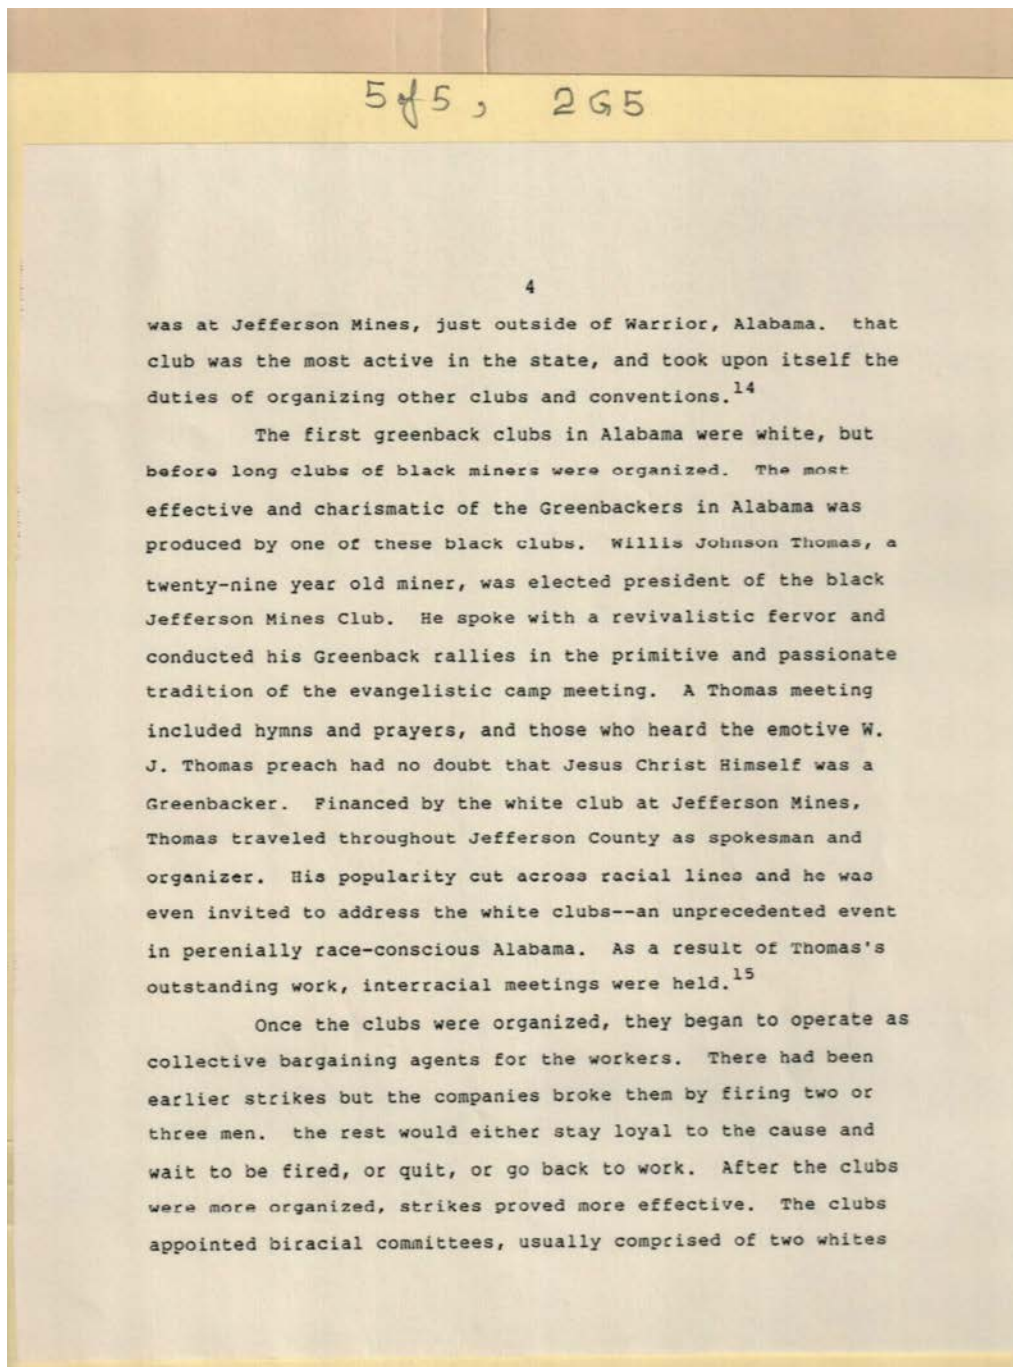 5 of 5, 2G5
4
was at Jefferson Mines, just outside of Warrior, Alabama. that
club was the most active in the state, and took upon itself the
duties of organizing other clubs and conventions.14
The first greenback clubs in Alabama were white, but
before long clubs of black miners were organized. The most
effective and charismatic of the Greenbackers in Alabama was
produced by one of these black clubs. Willis Johnson Thomas, a
twenty-nine year old miner, was elected president of the black
Jefferson Mines Club. He spoke with a revivalistic fervor and
conducted his Greenback rallies in the primitive and passionate
tradition of the evangelistic camp meeting. A Thomas meeting
included hymns and prayers, and those who heard the emotive W.
J. Thomas preach had no doubt that Jesus Christ Himself was a
Greenbacker. Financed by the white club at Jefferson Mines,
Thomas traveled throughout Jefferson County as spokesman and
organizer. His popularity cut across racial lines and he was
even invited to address the white clubs--an unprecedented event
in perenially race-conscious Alabama. As a result of Thomas's
outstanding work, interracial meetings were held.15
Once the clubs were organized, they began to operate as
collective bargaining agents for the workers. There had been
earlier strikes but the companies broke them by firing two or
three men. the rest would either stay loyal to the cause and
wait to be fired, or quit, or go back to work. After the clubs
were more organized, strikes proved more effective. The clubs
appointed biracial committees, usually comprised of two whites